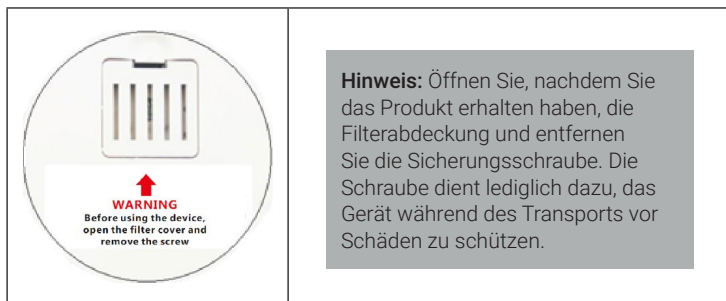 WARNING
Before using the device,
open the filter cover and
remove the screw
Hinweis: Öffnen Sie, nachdem Sie
das Produkt erhalten haben, die
Filterabdeckung und entfernen
Sie die Sicherungsschraube. Die
Schraube dient lediglich dazu, das
Gerät während des Transports vor
Schäden zu schützen.